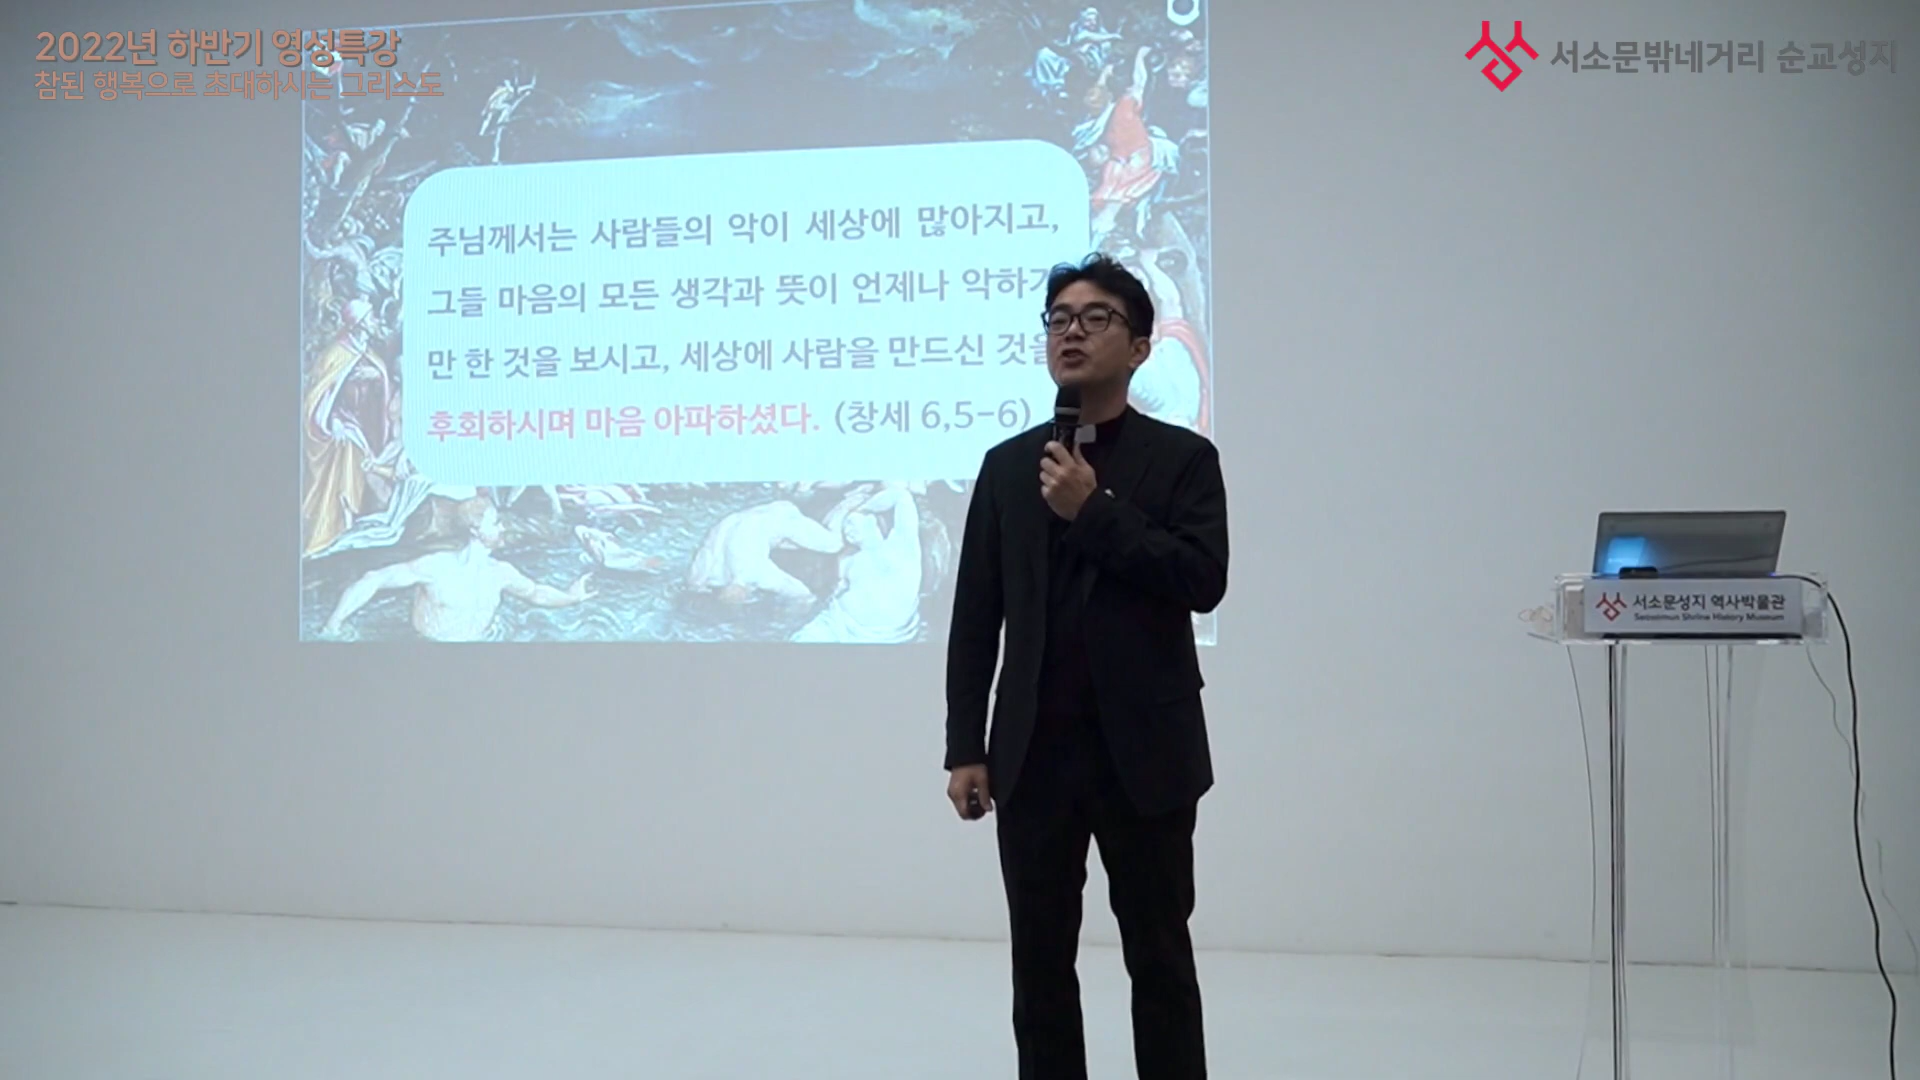 2022년 하반기 영성특강
참된 행복으로 초대하시는 그리스도
서소문밖네거리 순교성지
주님께서는 사람들의 악이 세상에 많아지고,
그들 마음의 모든 생각과 뜻이 언제나 악하기
만 한 것을 보시고, 세상에 사람을 만드신 것을
후회하시며 마음 아파하셨다. (창세 6,5-6)
서소문성지 역사박물관
Seosomun Shrine History Museum